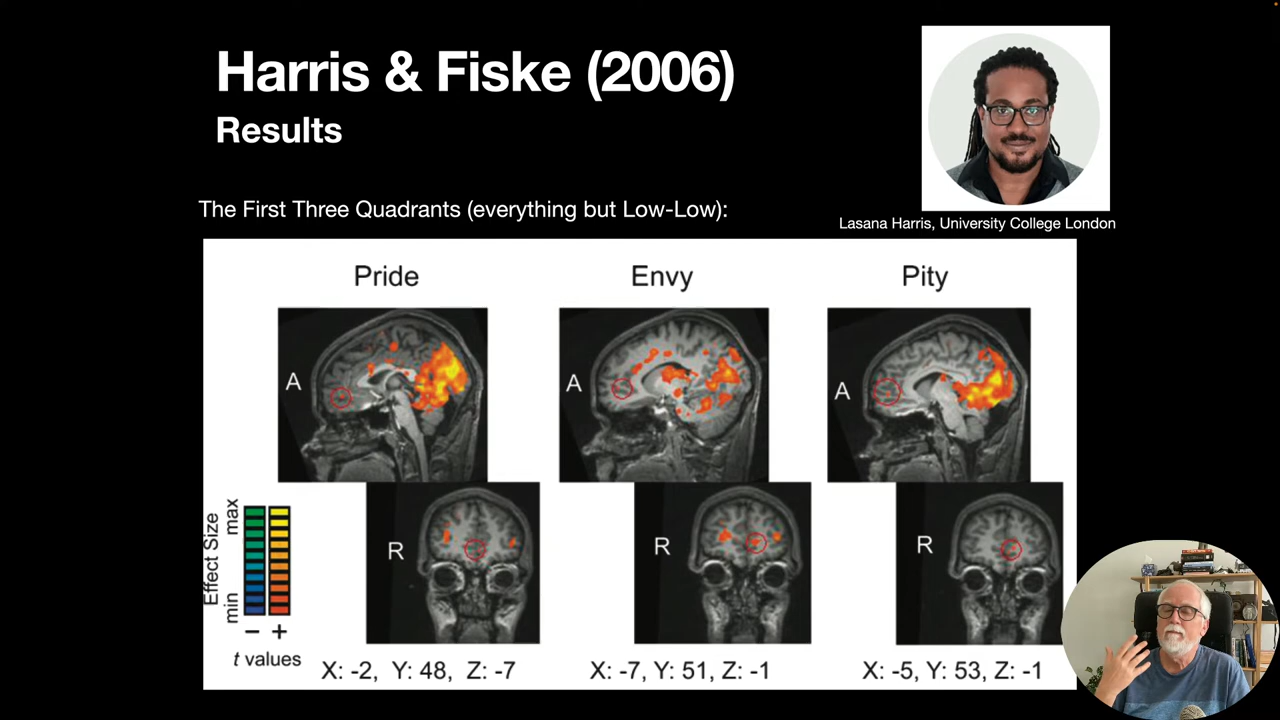 Harris & Fiske (2006)
Results
The First Three Quadrants (everything but Low-Low):
Lasana Harris, University College London
Pride
Envy
Pity
A
A
A
R
R
R
Effect Size
max
min
− +
t values
X: -2, Y: 48, Z: -7
X: -7, Y: 51, Z: -1
X: -5, Y: 53, Z: -1